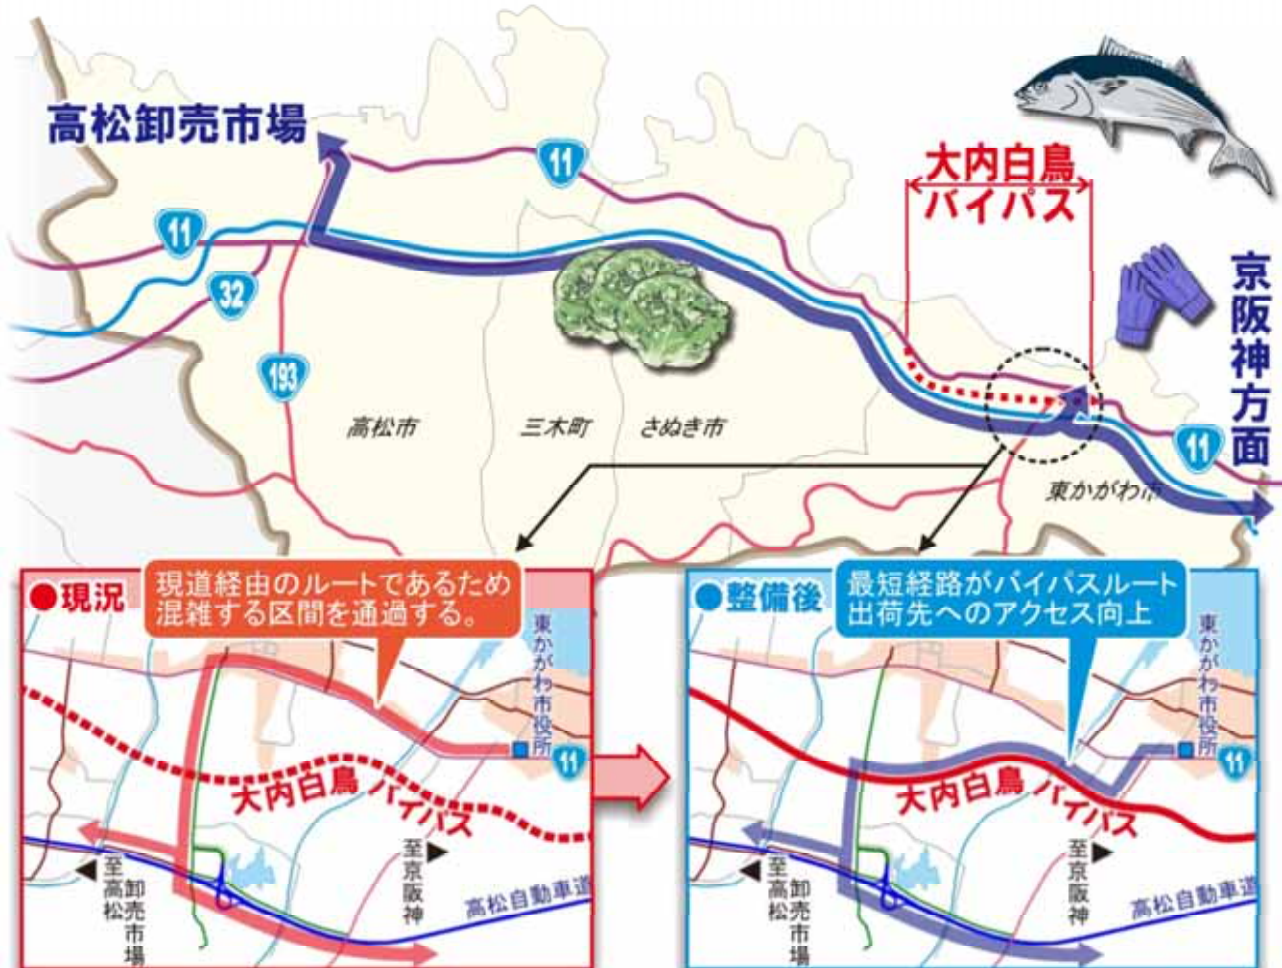 高松卸売市場
11
大内白鳥
バイパス
11
32
193
京阪神方面
高松市
三木町
さぬき市
11
東かがわ市
●現況
現道経由のルートであるため
混雑する区間を通過する。
東かがわ市役所
11
大内白鳥 バイパス
至高松
卸売市場
至京阪神
高松自動車道
●整備後
最短経路がバイパスルート
出荷先へのアクセス向上
東かがわ市役所
11
大内白鳥 バイパス
至高松
卸売市場
至京阪神
高松自動車道